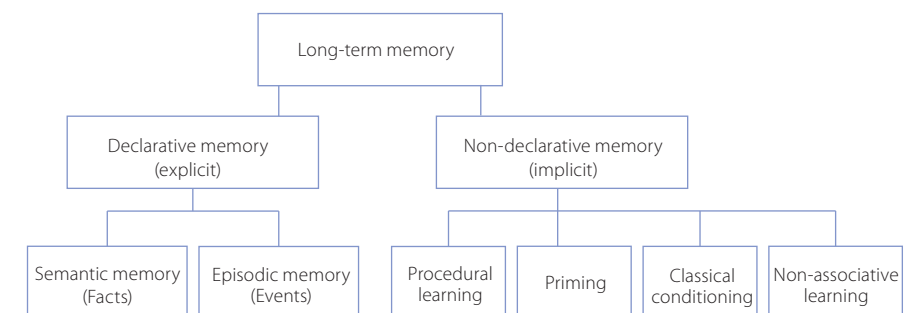 Long-term memory
Declarative memory
(explicit)
Non-declarative memory
(implicit)
Semantic memory
(Facts)
Episodic memory
(Events)
Procedural
learning
Priming
Classical
conditioning
Non-associative
learning